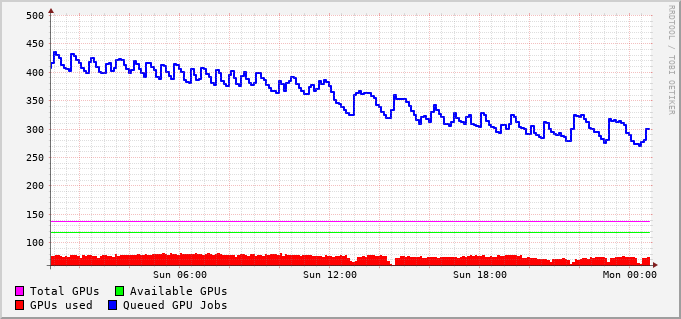 500
450
400
350
300
250
200
150
100
Sun 06:00 Sun 12:00 Sun 18:00 Mon 00:00
Total GPUs Available GPUs
GPUs used Queued GPU Jobs
RRDTOOL / TOBI OETIKER